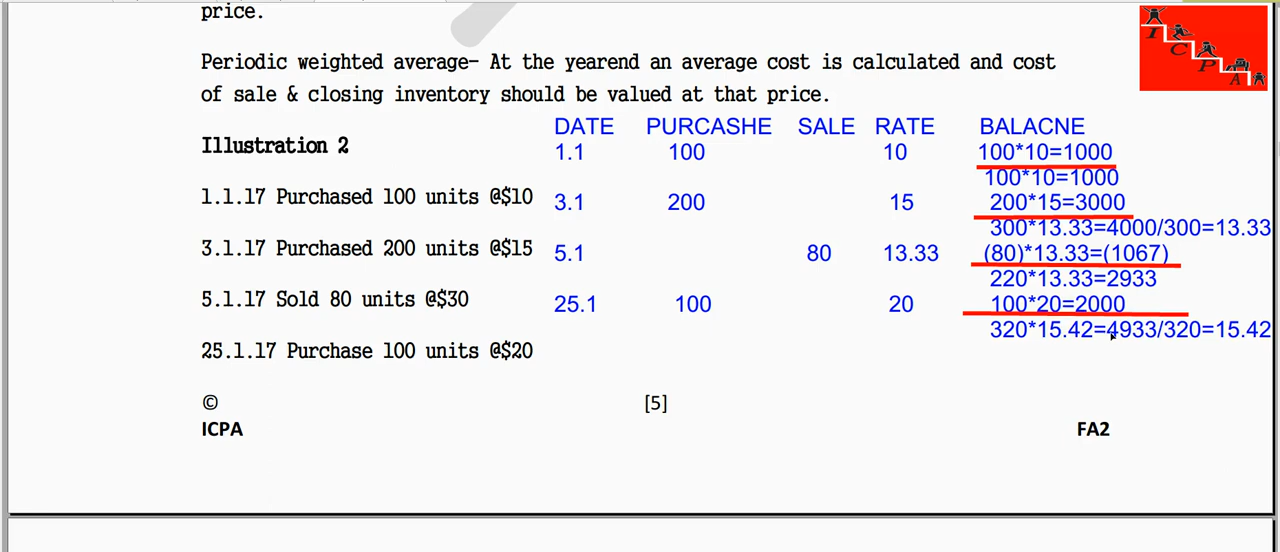 price.
Periodic weighted average- At the yearend an average cost is calculated and cost
of sale & closing inventory should be valued at that price.
I C P A
DATE PURCASHE SALE RATE BALACNE
Illustration 2
1.1 100 10 100*10=1000
100*10=1000
1.1.17 Purchased 100 units @$10
3.1 200 15 200*15=3000
300*13.33=4000/300=13.33
3.1.17 Purchased 200 units @$15
5.1 80 13.33 (80)*13.33=(1067)
220*13.33=2933
5.1.17 Sold 80 units @$30
25.1 100 20 100*20=2000
320*15.42=4933/320=15.42
25.1.17 Purchase 100 units @$20
© [5]
ICPA FA2